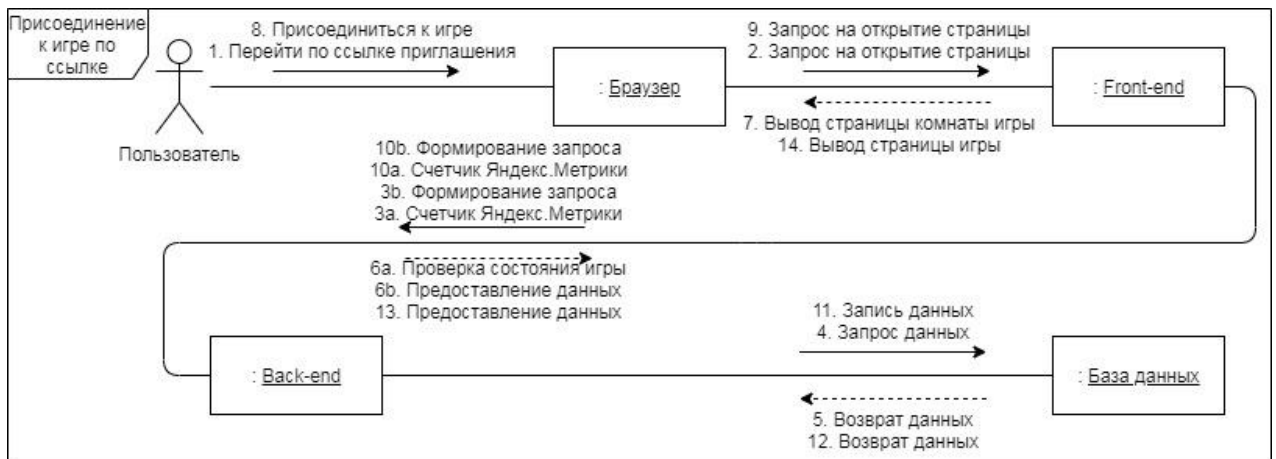 Присоединение
к игре по
ссылке
8. Присоединиться к игре
1. Перейти по ссылке приглашения
9. Запрос на открытие страницы
2. Запрос на открытие страницы
: Браузер
: Front-end
7. Вывод страницы комнаты игры
14. Вывод страницы игры
Пользователь
10b. Формирование запроса
10a. Счетчик Яндекс.Метрики
3b. Формирование запроса
3a. Счетчик Яндекс.Метрики
6a. Проверка состояния игры
6b. Предоставление данных
13. Предоставление данных
11. Запись данных
4. Запрос данных
: Back-end
: База данных
5. Возврат данных
12. Возврат данных